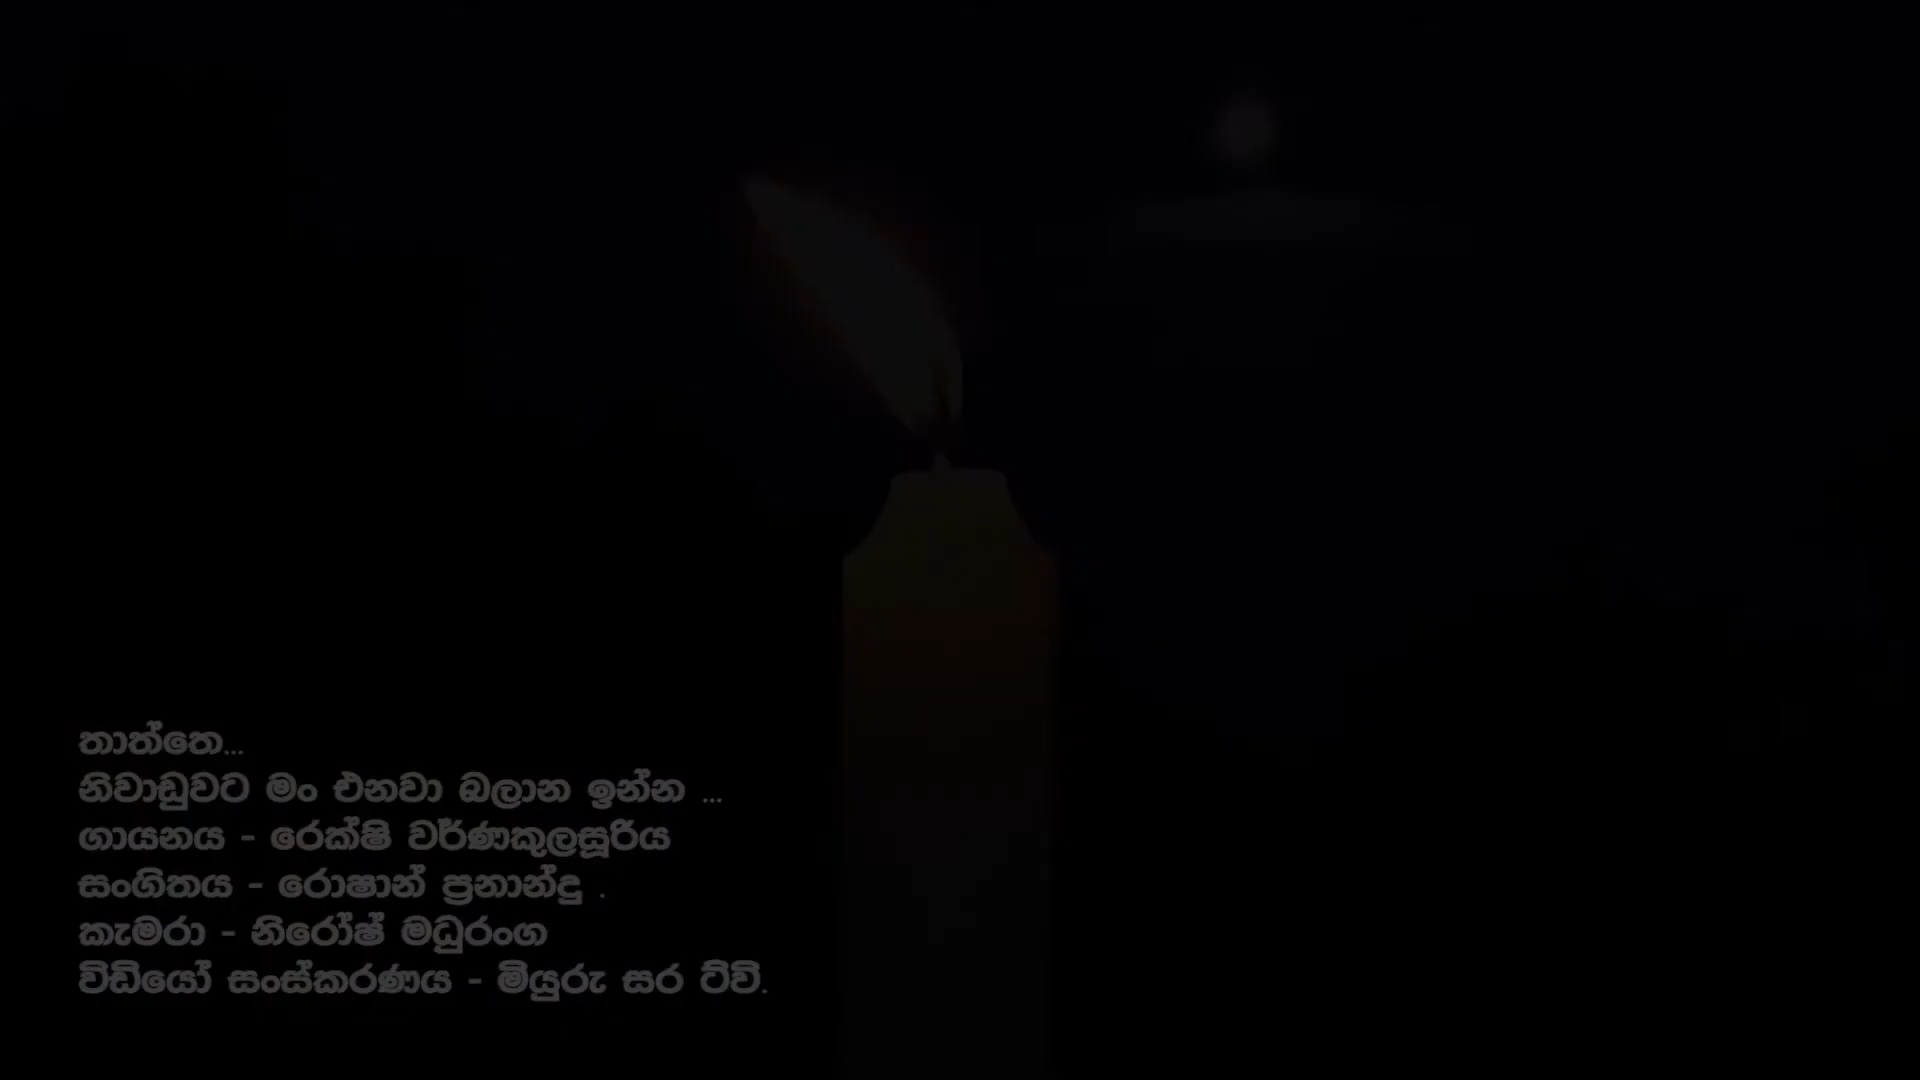 තාත්තෙ...
නිවාඩුවට මං එනවා බලාන ඉන්න ...
ගායනය - රෙක්ෂි වර්ණකුලසූරිය
සංගිතය - රොෂාන් ප්‍රනාන්දු .
කැමරා - නිරෝෂ් මධුරංග
විඩියෝ සංස්කරණය - මියුරු සර ටිවි.